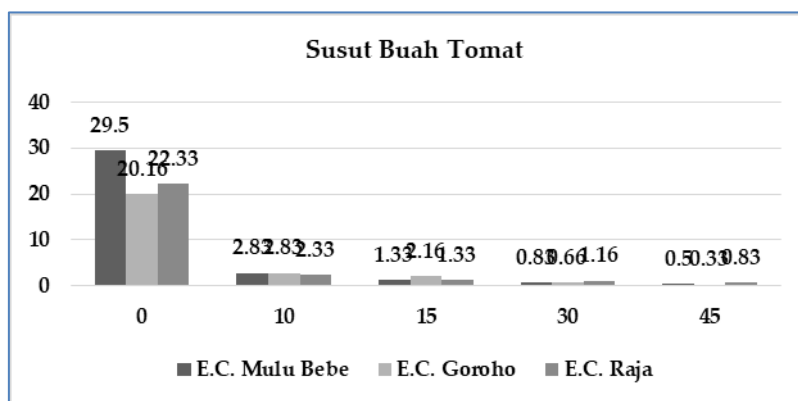 Susut Buah Tomat
40
30
20
10
0
29.5 20.16 22.33
2.83 2.83 2.33
1.33 2.16 1.33
0.83 0.66 1.16
0.5 0.33 0.83
0 10 15 30 45
E.C. Mulu Bebe E.C. Goroho E.C. Raja